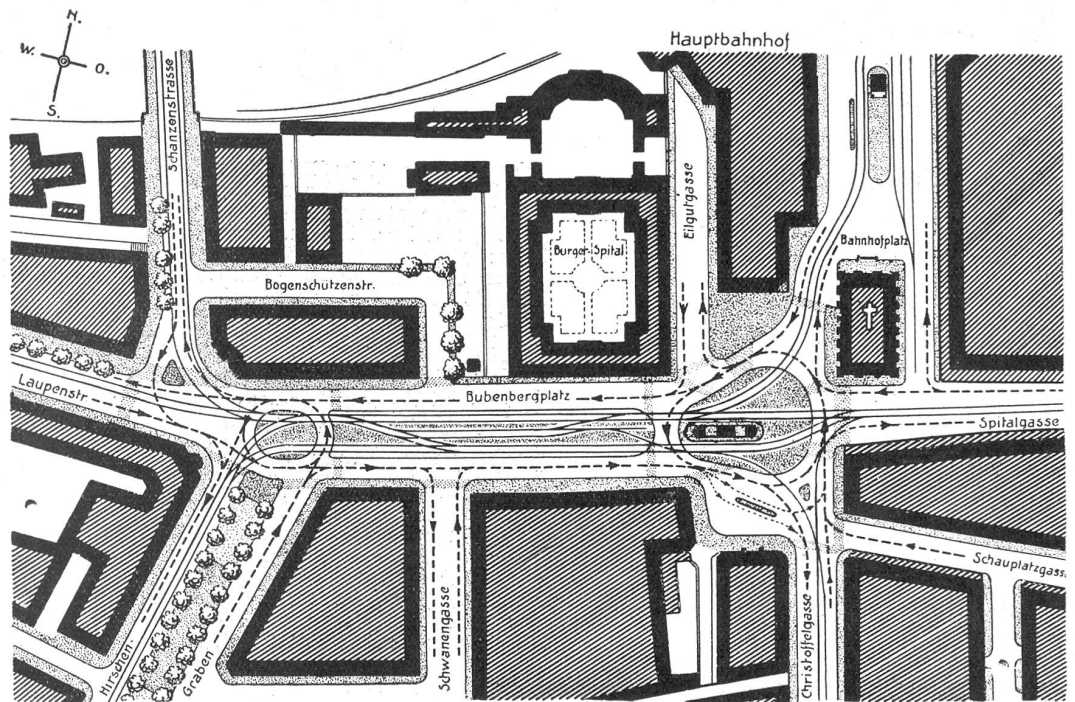 N.
W.
O.
S.
Hauptbahnhof
Schanzenstrasse
Eilgutgasse
Bahnhofplatz
Burger-Spital
Bogenschützenstr.
Laupenstr.
Bubenbergplatz
Spitalgasse
Schauplatzgass
Hirschen-
Graben
Schwanengasse
Christoffelgasse